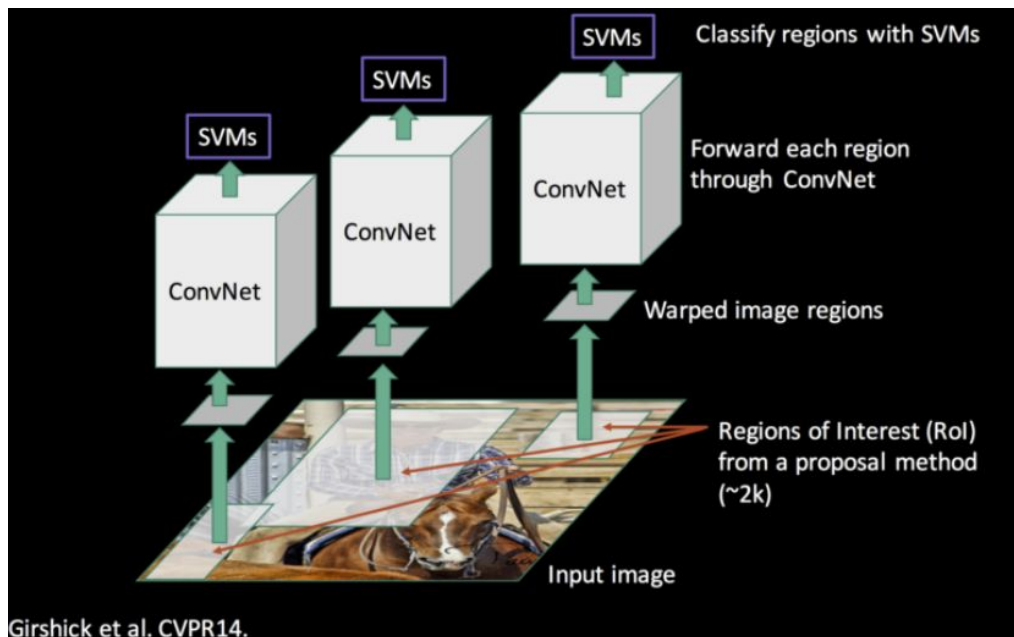 SVMs
Classify regions with SVMs
SVMs
SVMs
ConvNet
Forward each region
through ConvNet
ConvNet
ConvNet
Warped image regions
Regions of Interest (RoI)
from a proposal method
(~2k)
Input image
Girshick et al. CVPR14.